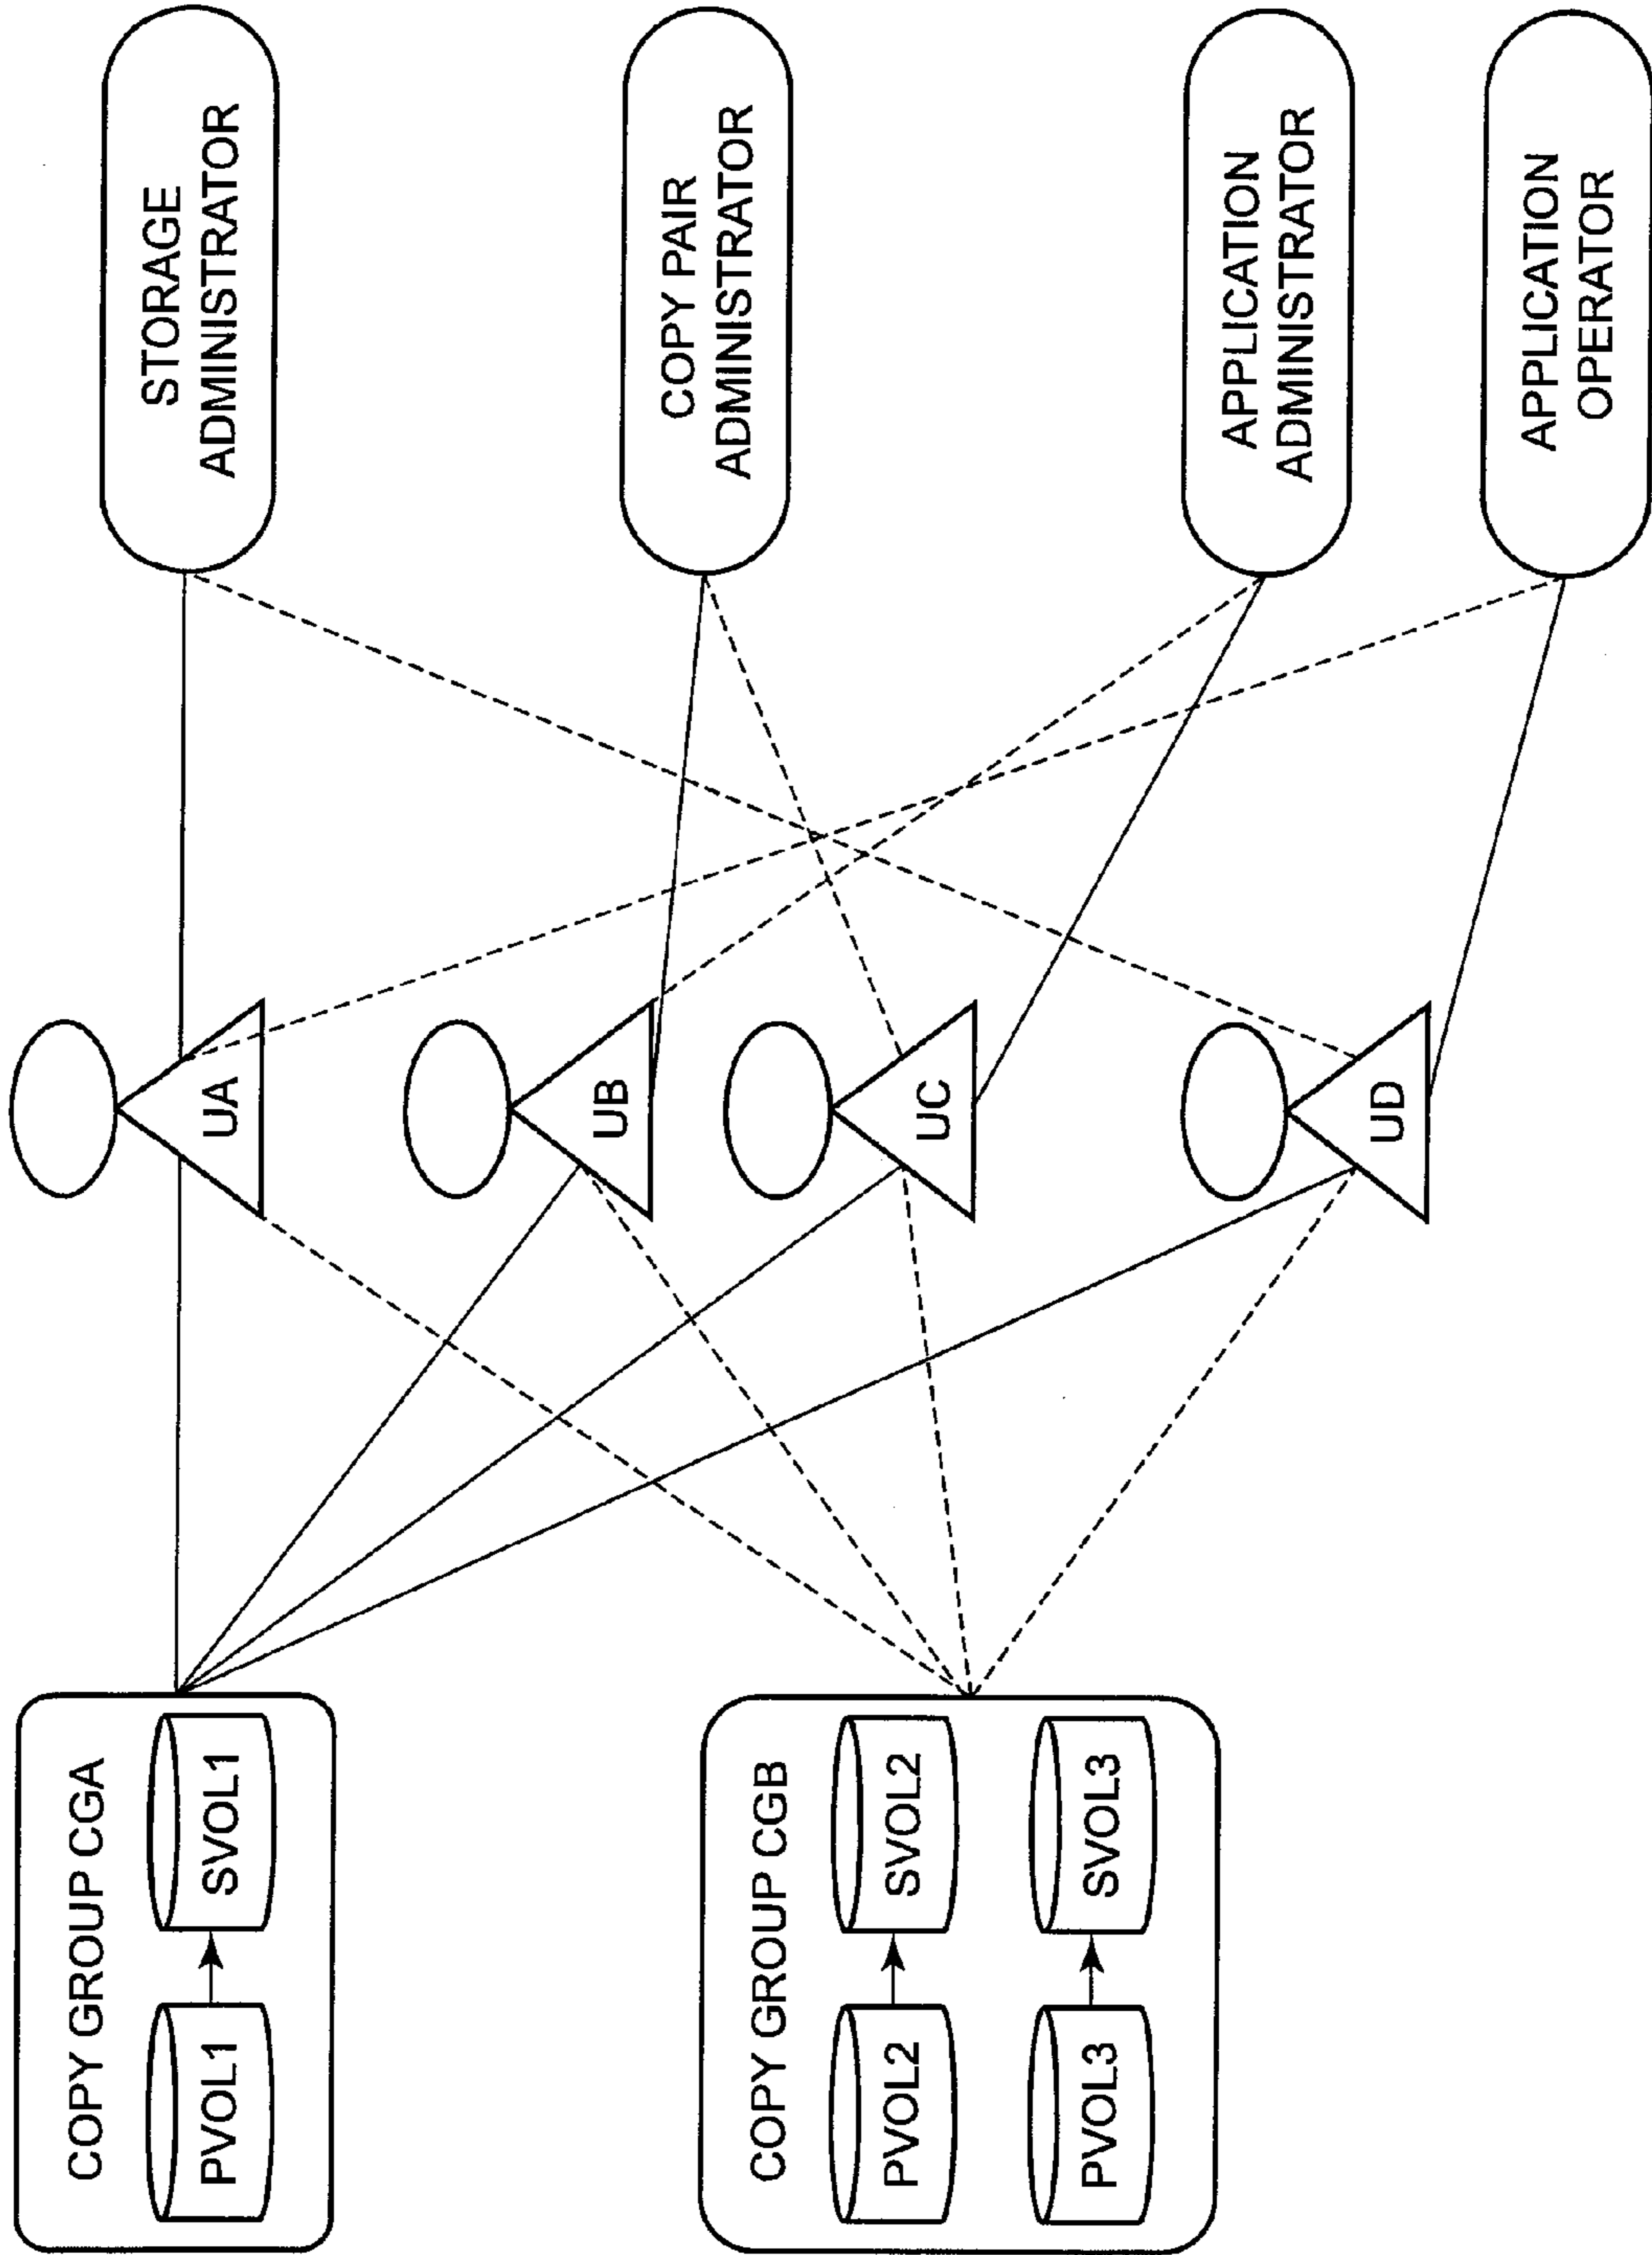 COPY GROUP CGA
PVOL1
SVOL1
COPY GROUP CGB
PVOL2
SVOL2
PVOL3
SVOL3
UA
UB
UC
UD
STORAGE
ADMINISTRATOR
COPY PAIR
ADMINISTRATOR
APPLICATION
ADMINISTRATOR
APPLICATION
OPERATOR